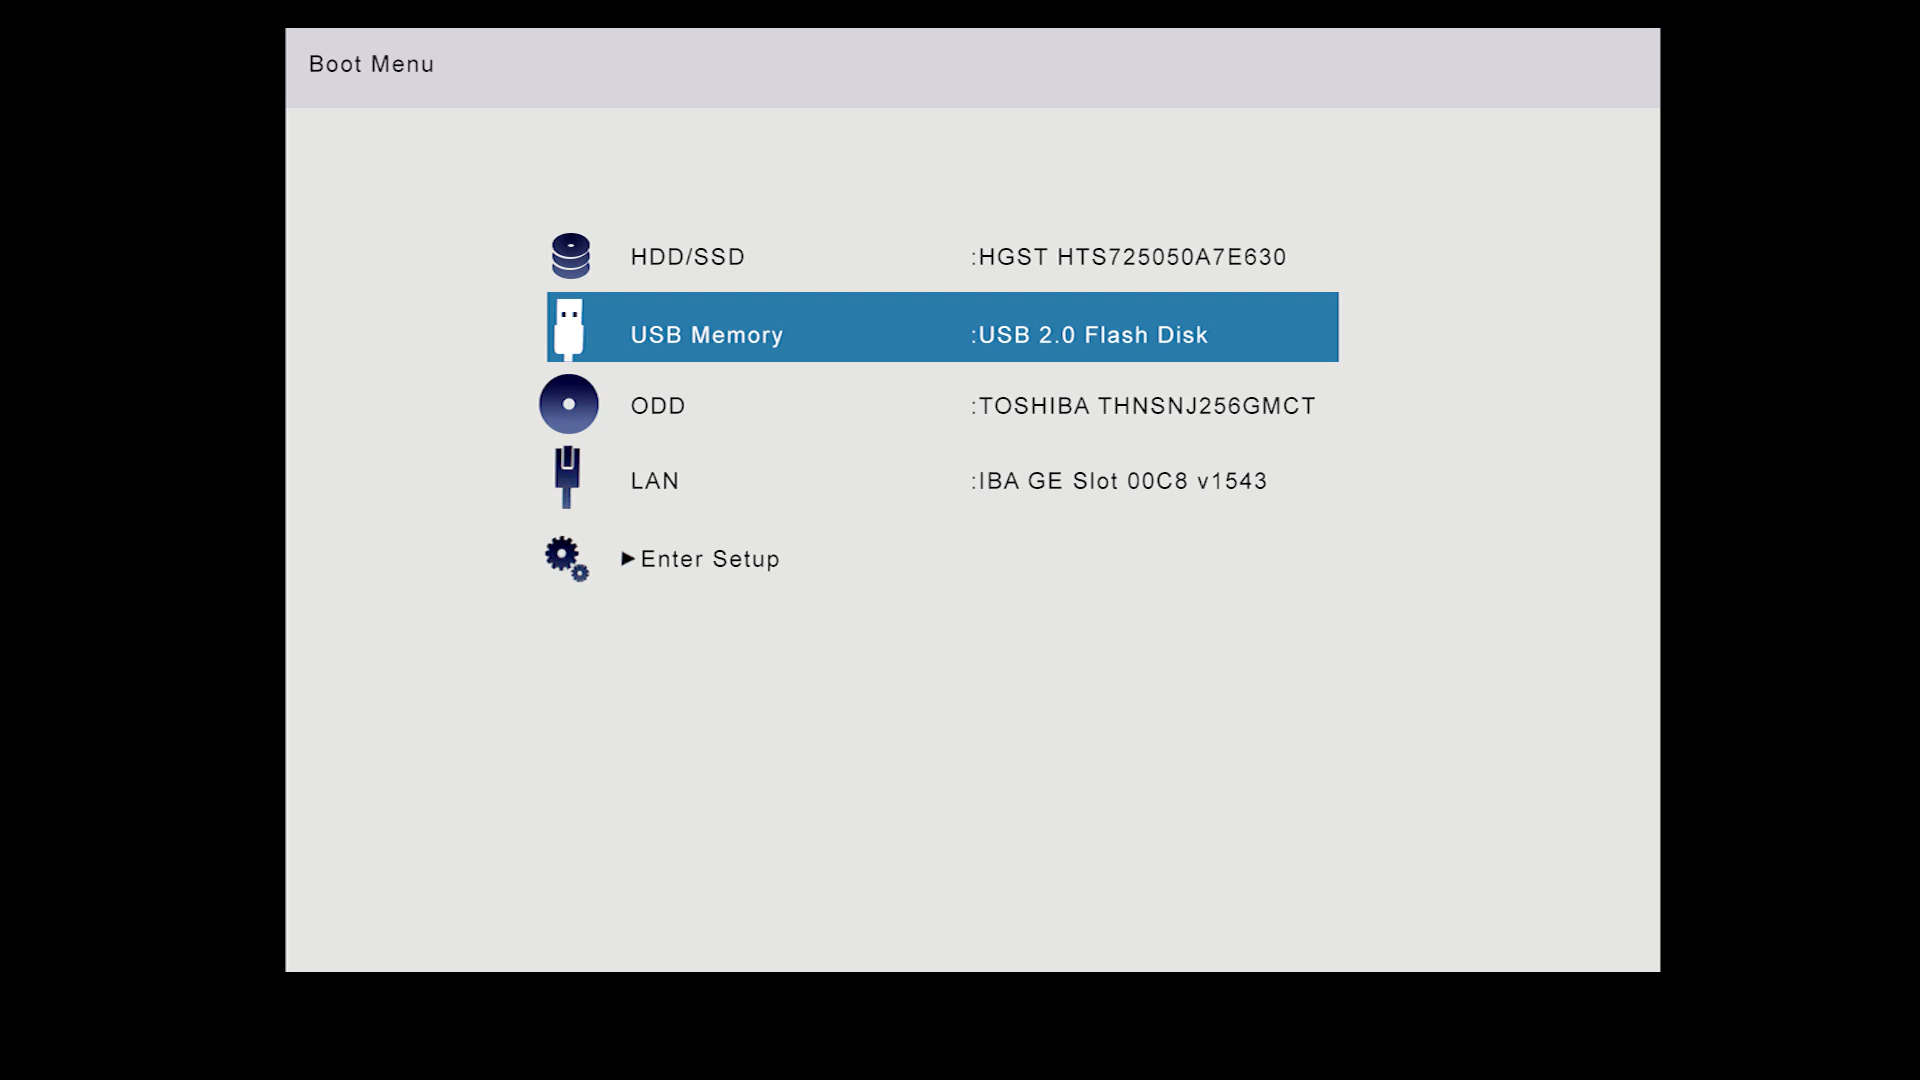 Boot Menu
HDD/SSD :HGST HTS725050A7E630
USB Memory :USB 2.0 Flash Disk
ODD :TOSHIBA THNSNJ256GMCT
LAN :IBA GE Slot 00C8 v1543
►Enter Setup